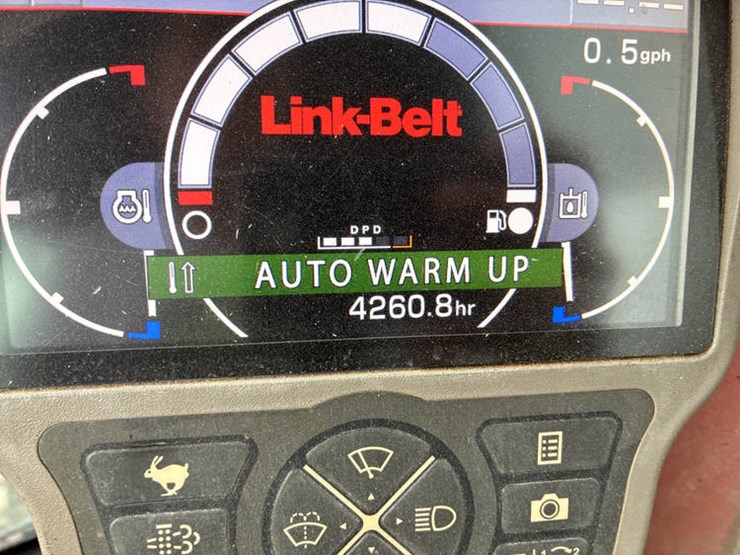 0.5gph
Link-Belt
DPD
AUTO WARM UP
4260.8hr